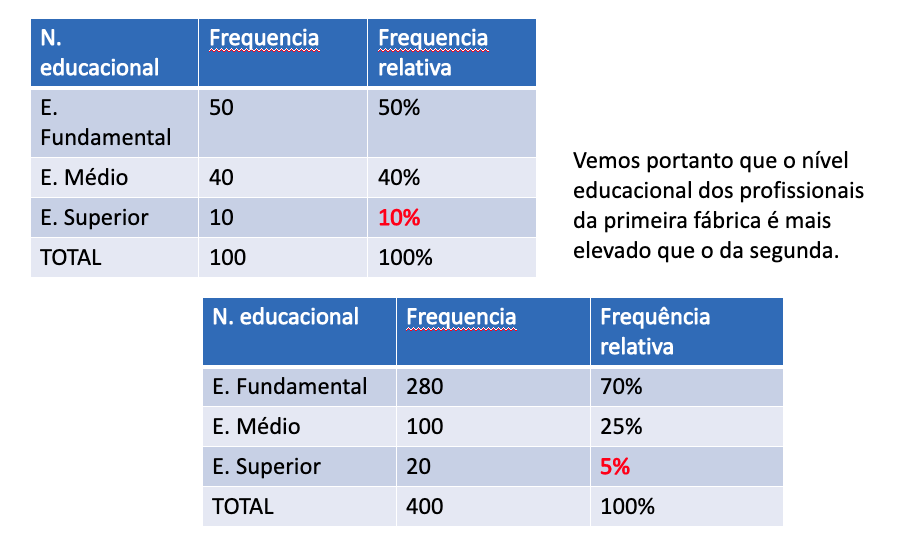 N. educacional Frequencia Frequencia relativa
E. Fundamental 50 50%
E. Médio 40 40%
E. Superior 10 10%
TOTAL 100 100%
Vemos portanto que o nível
educacional dos profissionais
da primeira fábrica é mais
elevado que o da segunda.
N. educacional Frequencia Frequência relativa
E. Fundamental 280 70%
E. Médio 100 25%
E. Superior 20 5%
TOTAL 400 100%